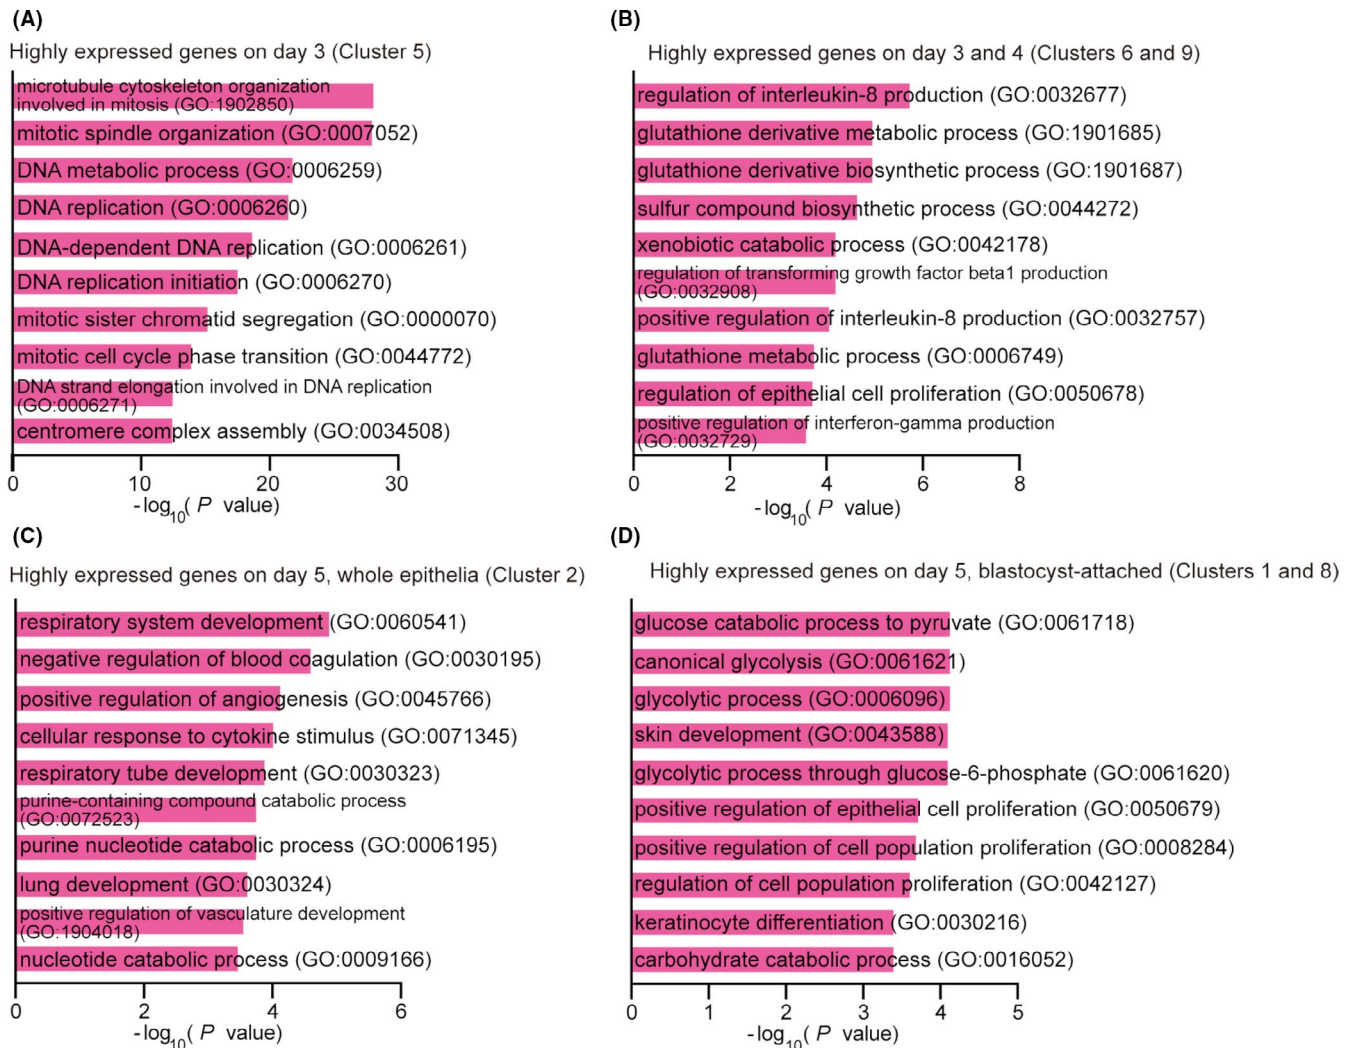 (A)
Highly expressed genes on day 3 (Cluster 5)
microtubule cytoskeleton organization
involved in mitosis (GO:1902850)
mitotic spindle organization (GO:0007052)
DNA metabolic process (GO:0006259)
DNA replication (GO:0006260)
DNA-dependent DNA replication (GO:0006261)
DNA replication initiation (GO:0006270)
mitotic sister chromatid segregation (GO:0000070)
mitotic cell cycle phase transition (GO:0044772)
DNA strand elongation involved in DNA replication
(GO:0006271)
centromere complex assembly (GO:0034508)
0 10 20 30
-log10( P value)
(B)
Highly expressed genes on day 3 and 4 (Clusters 6 and 9)
regulation of interleukin-8 production (GO:0032677)
glutathione derivative metabolic process (GO:1901685)
glutathione derivative biosynthetic process (GO:1901687)
sulfur compound biosynthetic process (GO:0044272)
xenobiotic catabolic process (GO:0042178)
regulation of transforming growth factor beta1 production
(GO:0032908)
positive regulation of interleukin-8 production (GO:0032757)
glutathione metabolic process (GO:0006749)
regulation of epithelial cell proliferation (GO:0050678)
positive regulation of interferon-gamma production
(GO:0032729)
0 2 4 6 8
-log10( P value)
(C)
Highly expressed genes on day 5, whole epithelia (Cluster 2)
respiratory system development (GO:0060541)
negative regulation of blood coagulation (GO:0030195)
positive regulation of angiogenesis (GO:0045766)
cellular response to cytokine stimulus (GO:0071345)
respiratory tube development (GO:0030323)
purine-containing compound catabolic process
(GO:0072523)
purine nucleotide catabolic process (GO:0006195)
lung development (GO:0030324)
positive regulation of vasculature development
(GO:1904018)
nucleotide catabolic process (GO:0009166)
0 2 4 6
-log10( P value)
(D)
Highly expressed genes on day 5, blastocyst-attached (Clusters 1 and 8)
glucose catabolic process to pyruvate (GO:0061718)
canonical glycolysis (GO:0061621)
glycolytic process (GO:0006096)
skin development (GO:0043588)
glycolytic process through glucose-6-phosphate (GO:0061620)
positive regulation of epithelial cell proliferation (GO:0050679)
positive regulation of cell population proliferation (GO:0008284)
regulation of cell population proliferation (GO:0042127)
keratinocyte differentiation (GO:0030216)
carbohydrate catabolic process (GO:0016052)
0 1 2 3 4 5
-log10( P value)